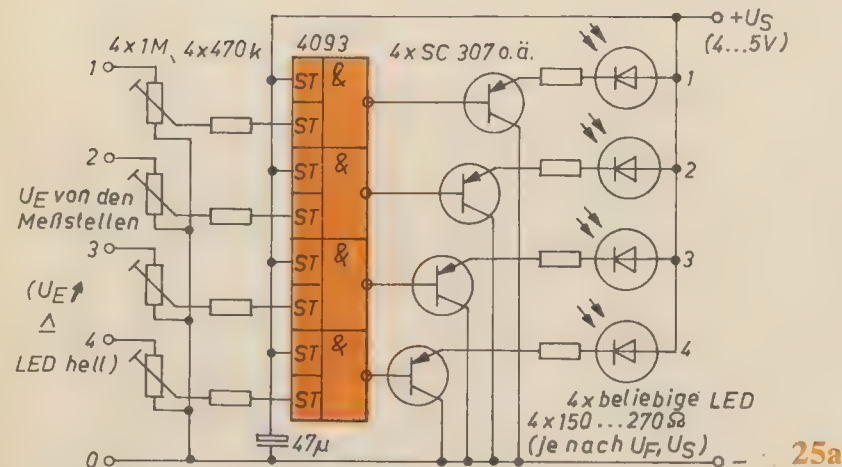 4x1M, 4x470k
4093
4xSC 307 o.ä.
+US
(4...5V)
1
ST &
ST
1
2
ST &
ST
2
UE von den
Meßstellen
3
ST &
ST
3
(UE↑
≙
LED hell)
4
ST &
ST
4
4x beliebige LED
4x150...270Ω
(je nach UF, US)
47µ
0
–
25a